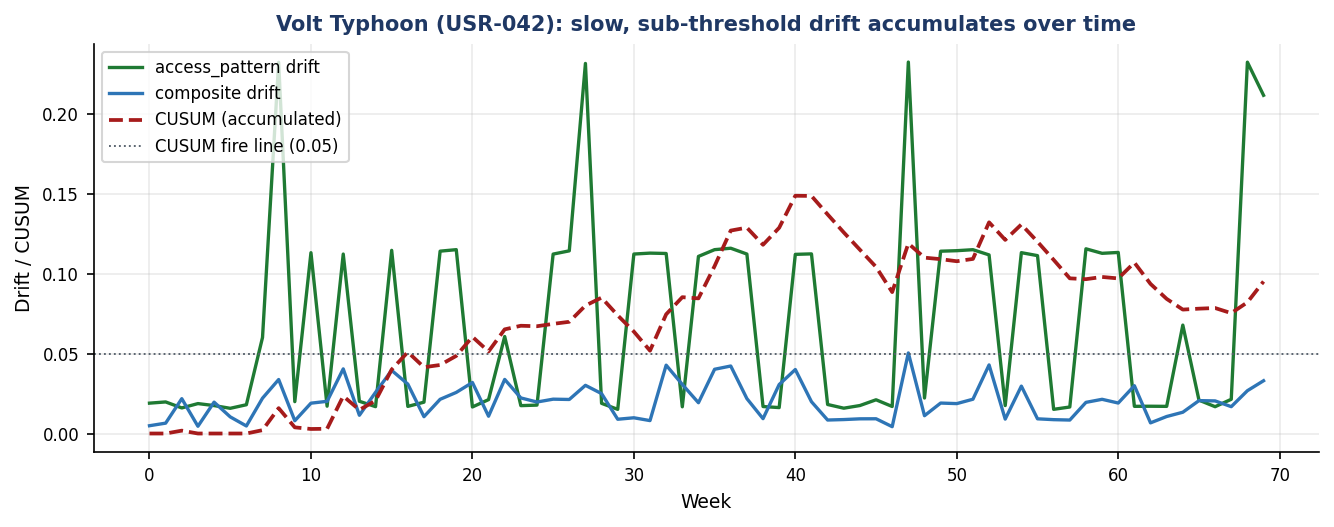 Volt Typhoon (USR-042): slow, sub-threshold drift accumulates over time
access_pattern drift
composite drift
CUSUM (accumulated)
CUSUM fire line (0.05)
Drift / CUSUM
0.20
0.15
0.10
0.05
0.00
0 10 20 30 40 50 60 70
Week